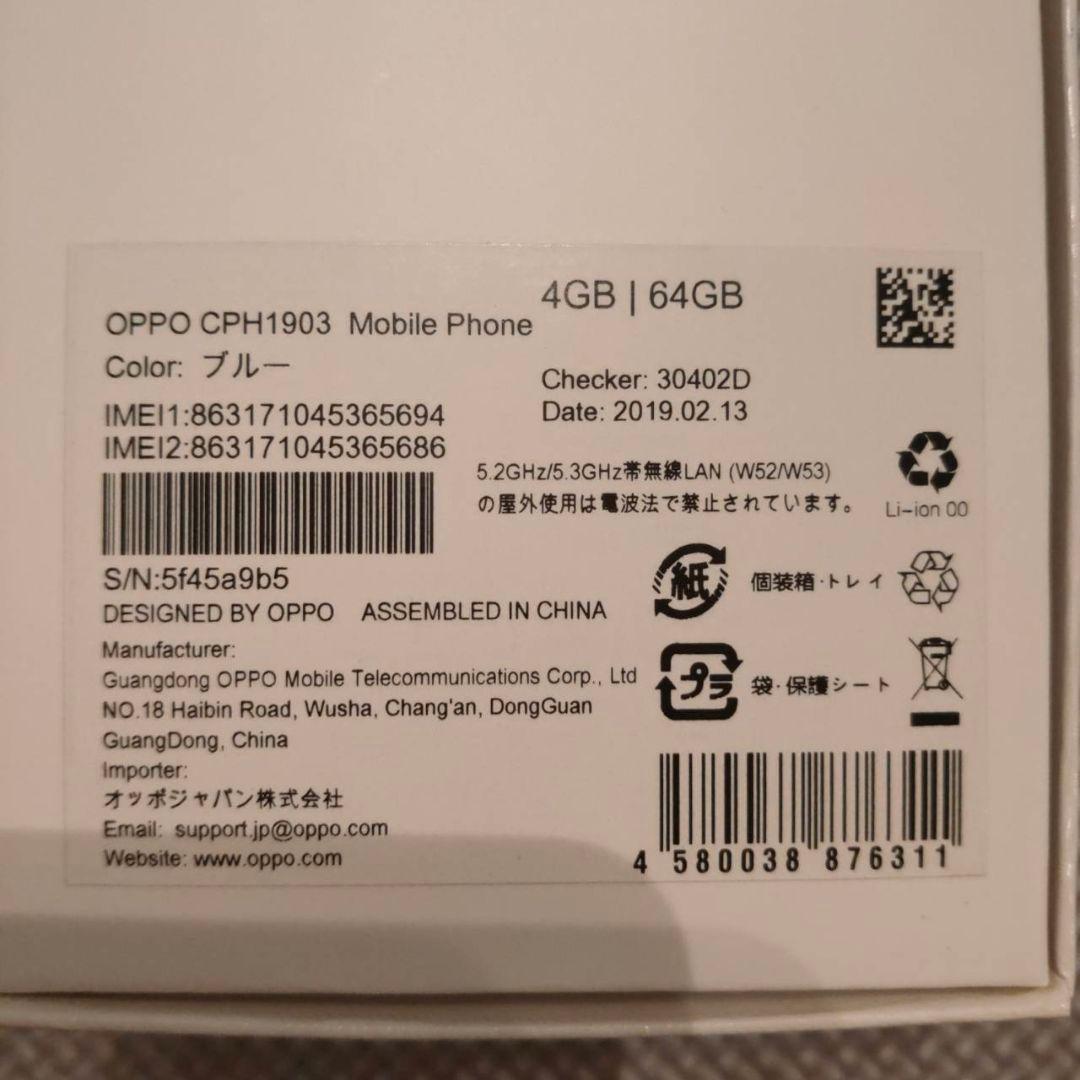 4GB | 64GB
OPPO CPH1903 Mobile Phone
Color: ブルー
Checker: 30402D
Date: 2019.02.13
IMEI1:863171045365694
IMEI2:863171045365686
5.2GHz/5.3GHz帯無線LAN (W52/W53)
の屋外使用は電波法で禁止されています。
Li-ion 00
S/N:5f45a9b5
紙
個装箱・トレイ
DESIGNED BY OPPO ASSEMBLED IN CHINA
Manufacturer:
Guangdong OPPO Mobile Telecommunications Corp., Ltd
NO.18 Haibin Road, Wusha, Chang'an, DongGuan
GuangDong, China
プラ
袋・保護シート
Importer:
オッポジャパン株式会社
Email: support.jp@oppo.com
Website: www.oppo.com
4 580038 876311